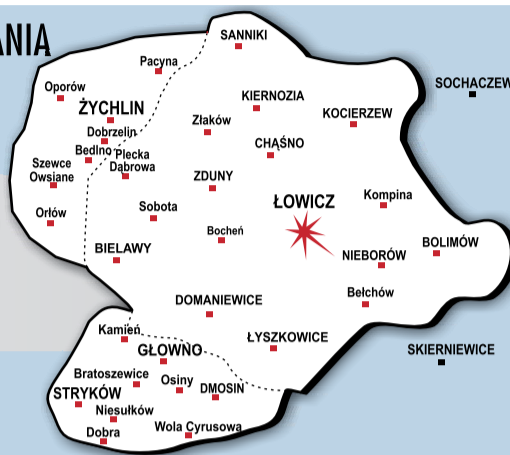 ANIA
SANNIKI
Pacyna
Oporów
SOCHACZEW
KIERNOZIA
ŻYCHLIN
KOCIERZEW
Złaków
Dobrzelin
CHĄŚNO
Bedlno
Plecka
Dąbrowa
Szewce
Owsiane
ZDUNY
ŁOWICZ
Kompina
Orłów
Sobota
Bocheń
BIELAWY
BOLIMÓW
NIEBORÓW
DOMANIEWICE
Bełchów
Kamień
ŁYSZKOWICE
GŁOWNO
SKIERNIEWICE
Bratoszewice
Osiny
STRYKÓW
DMOSIN
Niesułków
Dobra
Wola Cyrusowa